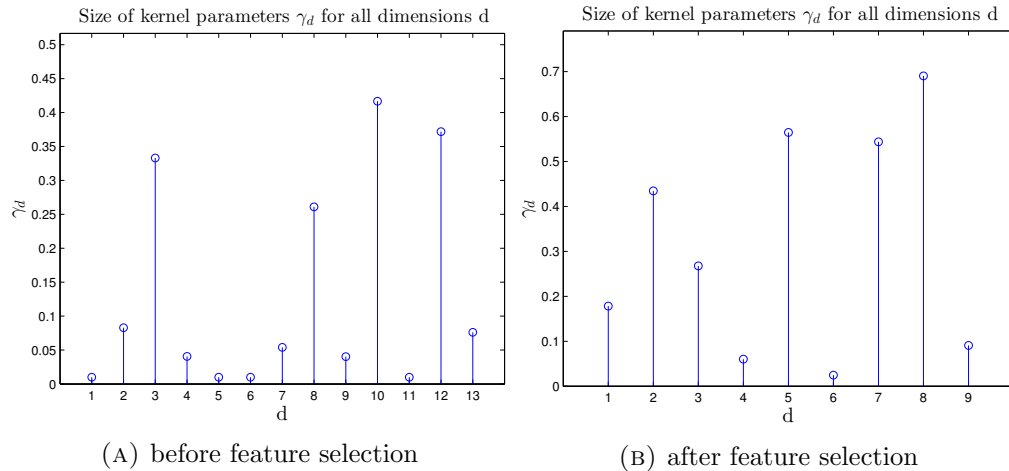 Size of kernel parameters γ_d for all dimensions d
0.5
0.45
0.4
0.35
0.3
0.25
0.2
0.15
0.1
0.05
0
γ_d
1 2 3 4 5 6 7 8 9 10 11 12 13
d
(A) before feature selection
Size of kernel parameters γ_d for all dimensions d
0.7
0.6
0.5
0.4
0.3
0.2
0.1
0
γ_d
1 2 3 4 5 6 7 8 9
d
(B) after feature selection